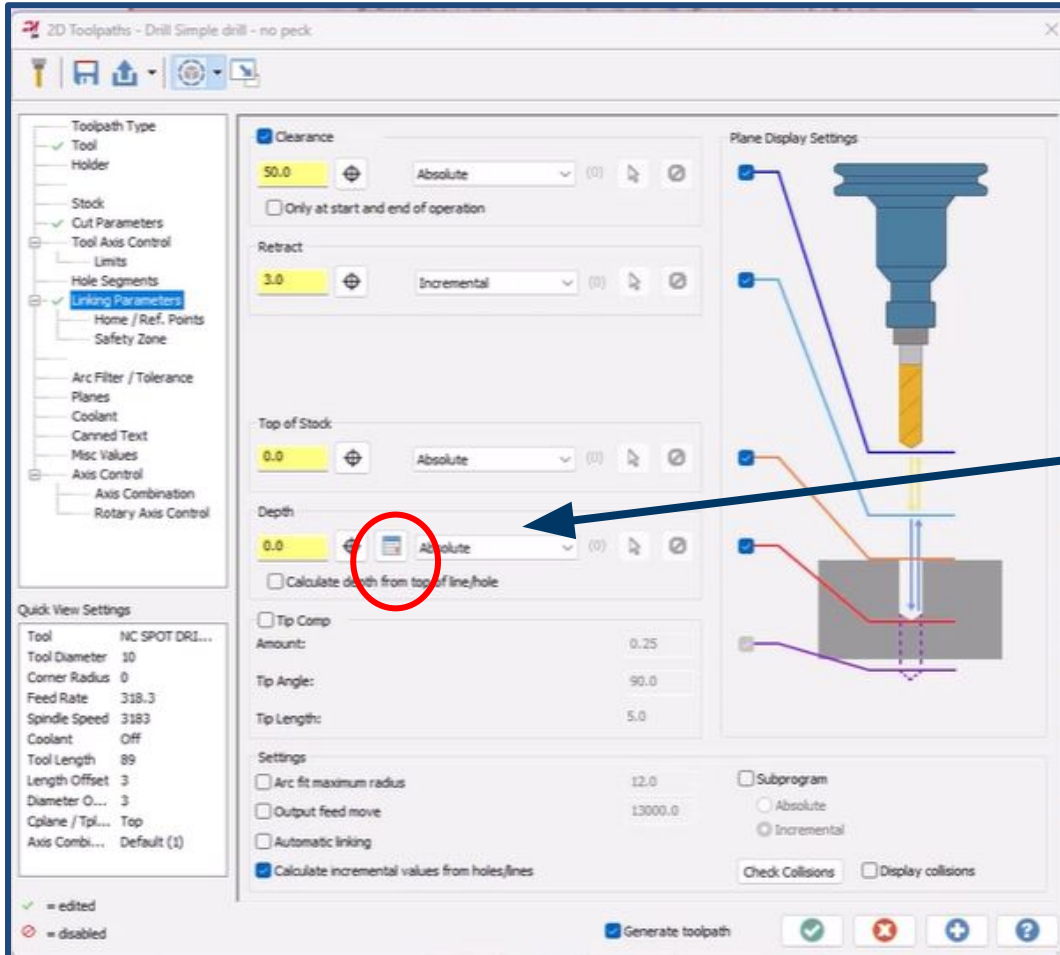 2D Toolpaths - Drill Simple drill - no peck
Toolpath Type
Tool
Holder
Stock
Cut Parameters
Tool Axis Control
Limits
Hole Segments
Linking Parameters
Home / Ref. Points
Safety Zone
Arc Filter / Tolerance
Planes
Coolant
Canned Text
Misc Values
Axis Control
Axis Combination
Rotary Axis Control
Quick View Settings
Tool NC SPOT DRI...
Tool Diameter 10
Corner Radius 0
Feed Rate 318.3
Spindle Speed 3183
Coolant Off
Tool Length 89
Length Offset 3
Diameter O... 3
Cplane / Tpl... Top
Axis Combi... Default (1)
= edited
= disabled
Clearance
50.0 Absolute (0)
Only at start and end of operation
Retract
3.0 Incremental (0)
Top of Stock
0.0 Absolute (0)
Depth
0.0 Absolute (0)
Calculate depth from top of line/hole
Tip Comp
Amount: 0.25
Tip Angle: 90.0
Tip Length: 5.0
Settings
Arc fit maximum radius 12.0
Output feed move 13000.0
Automatic linking
Calculate incremental values from holes/lines
Plane Display Settings
Subprogram
Absolute
Incremental
Check Collisions Display collisions
Generate toolpath